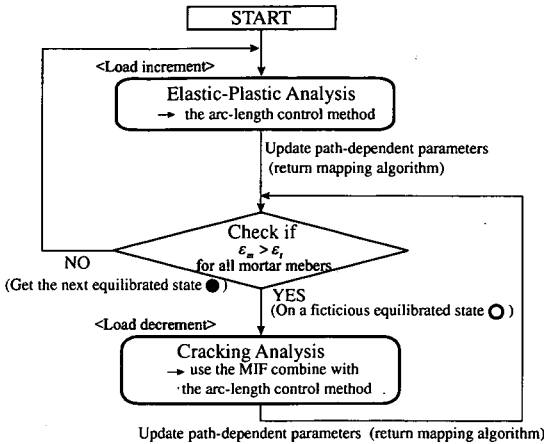 START
<Load increment>
Elastic-Plastic Analysis
→ the arc-length control method
Update path-dependent parameters
(return mapping algorithm)
Check if
εm > εt
for all mortar mebers
NO
(Get the next equilibrated state ●)
YES
(On a ficticious equilibrated state ○)
<Load decrement>
Cracking Analysis
→ use the MIF combine with
the arc-length control method
Update path-dependent parameters (return mapping algorithm)